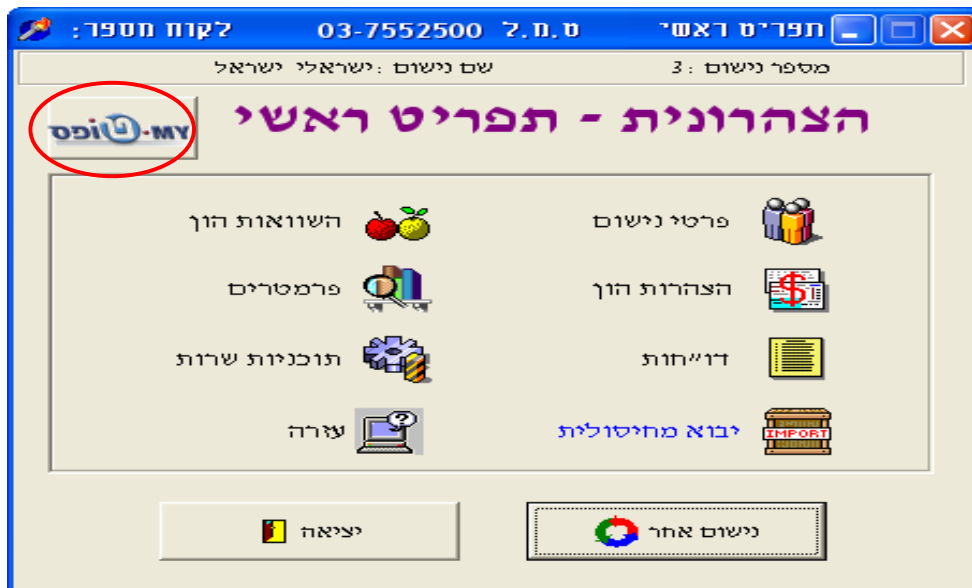 תפריט ראשי ט.מ.ל 03-7552500 לקוח מספר:
מספר נישום :3 שם נישום :ישראלי ישראל
הצהרונית - תפריט ראשי
MY-טופס
פרטי נישום
השוואות הון
הצהרות הון
פרמטרים
דו״חות
תוכניות שרות
יבוא מחיסולית
IMPORT
עזרה
נישום אחר
יציאה